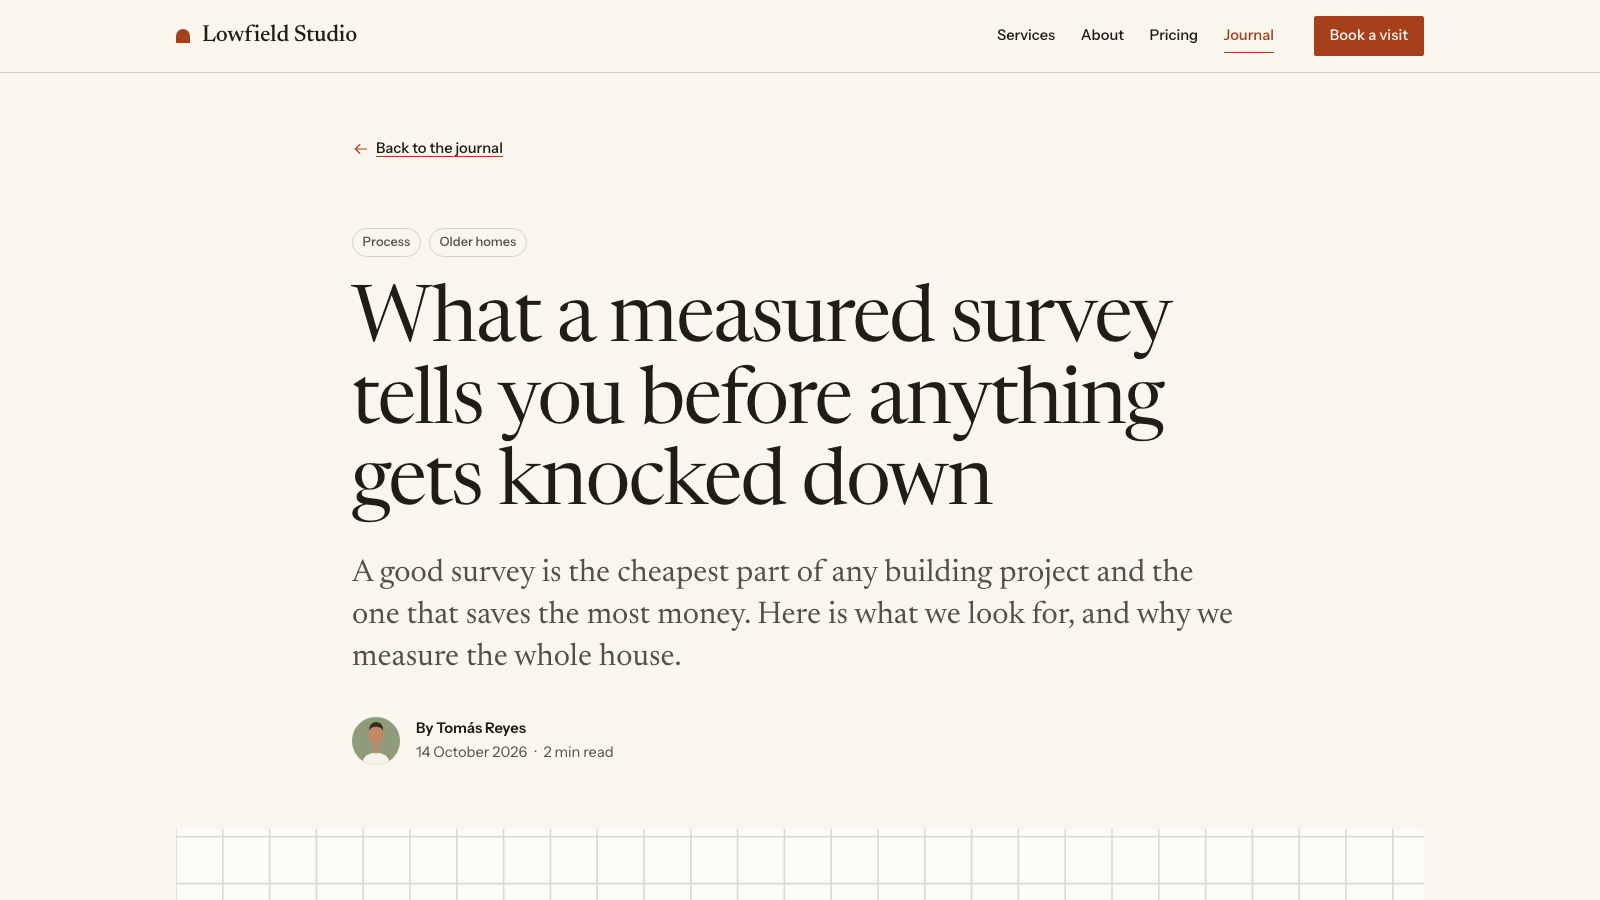 Lowfield Studio
Services
About
Pricing
Journal
Book a visit
Back to the journal
Process
Older homes
What a measured survey
tells you before anything
gets knocked down
A good survey is the cheapest part of any building project and the
one that saves the most money. Here is what we look for, and why we
measure the whole house.
By Tomás Reyes
14 October 2026 · 2 min read